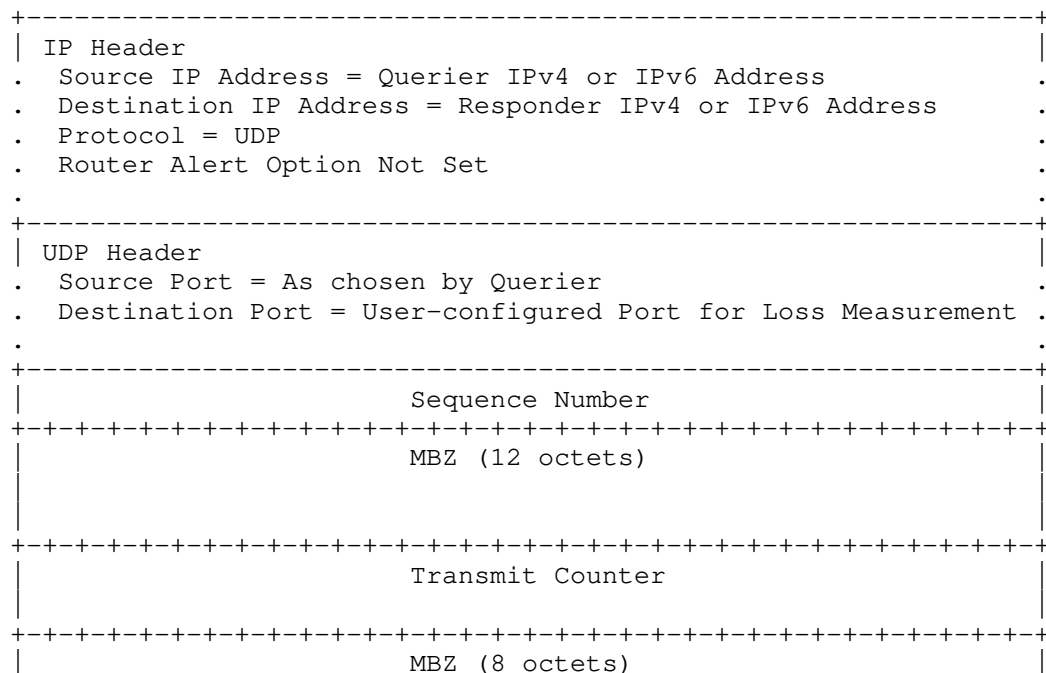 +---------------------------------------------------------------+
| IP Header                                                     |
.  Source IP Address = Querier IPv4 or IPv6 Address             .
.  Destination IP Address = Responder IPv4 or IPv6 Address      .
.  Protocol = UDP                                               .
.  Router Alert Option Not Set                                  .
.                                                               .
+---------------------------------------------------------------+
| UDP Header                                                    |
.  Source Port = As chosen by Querier                           .
.  Destination Port = User-configured Port for Loss Measurement .
.                                                               .
+---------------------------------------------------------------+
|                        Sequence Number                        |
+-+-+-+-+-+-+-+-+-+-+-+-+-+-+-+-+-+-+-+-+-+-+-+-+-+-+-+-+-+-+-+-+
|                        MBZ (12 octets)                        |
|                                                               |
|                                                               |
+-+-+-+-+-+-+-+-+-+-+-+-+-+-+-+-+-+-+-+-+-+-+-+-+-+-+-+-+-+-+-+-+
|                        Transmit Counter                       |
|                                                               |
+-+-+-+-+-+-+-+-+-+-+-+-+-+-+-+-+-+-+-+-+-+-+-+-+-+-+-+-+-+-+-+-+
|                        MBZ (8 octets)                         |